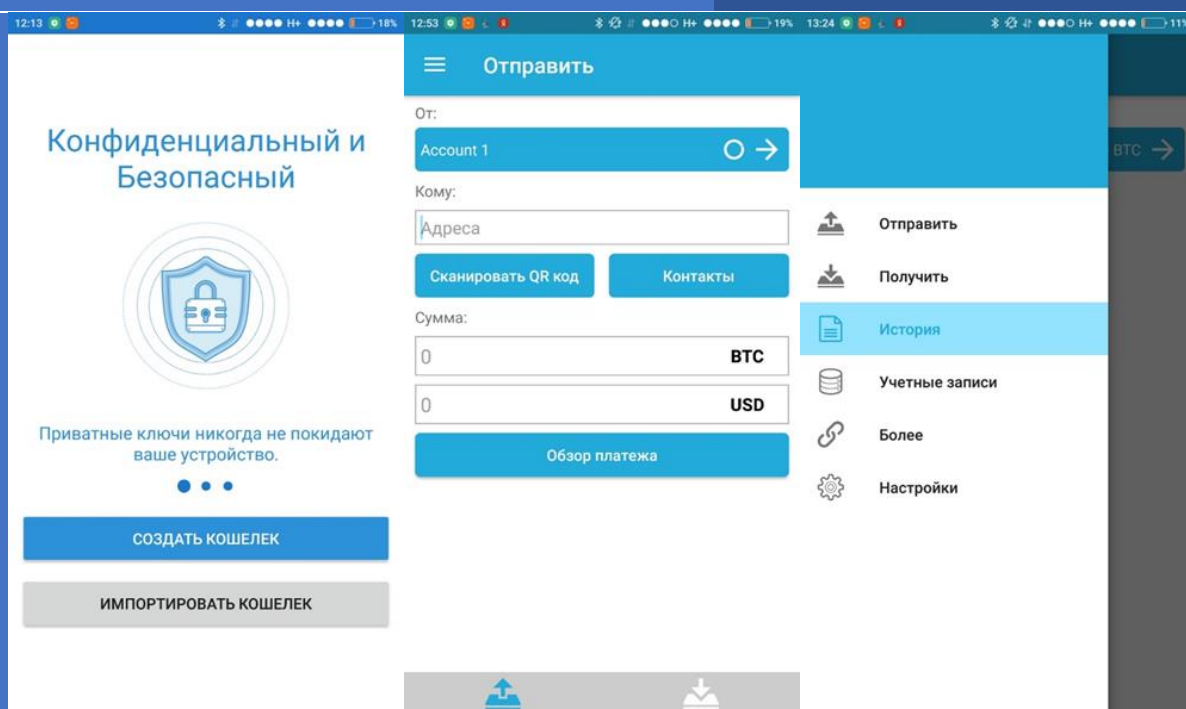 12:13
H+
18%
Конфиденциальный и
Безопасный
Приватные ключи никогда не покидают
ваше устройство.
СОЗДАТЬ КОШЕЛЕК
ИМПОРТИРОВАТЬ КОШЕЛЕК
12:53
H+
19%
Отправить
От:
Account 1
Кому:
Адреса
Сканировать QR код
Контакты
Сумма:
0 BTC
0 USD
Обзор платежа
13:24
H+
11%
BTC
Отправить
Получить
История
Учетные записи
Более
Настройки